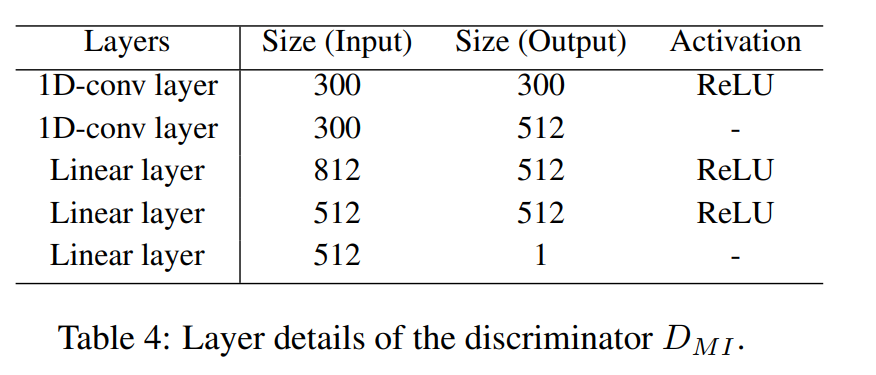 Layers Size (Input) Size (Output) Activation
1D-conv layer 300 300 ReLU
1D-conv layer 300 512 -
Linear layer 812 512 ReLU
Linear layer 512 512 ReLU
Linear layer 512 1 -
Table 4: Layer details of the discriminator D_{MI}.